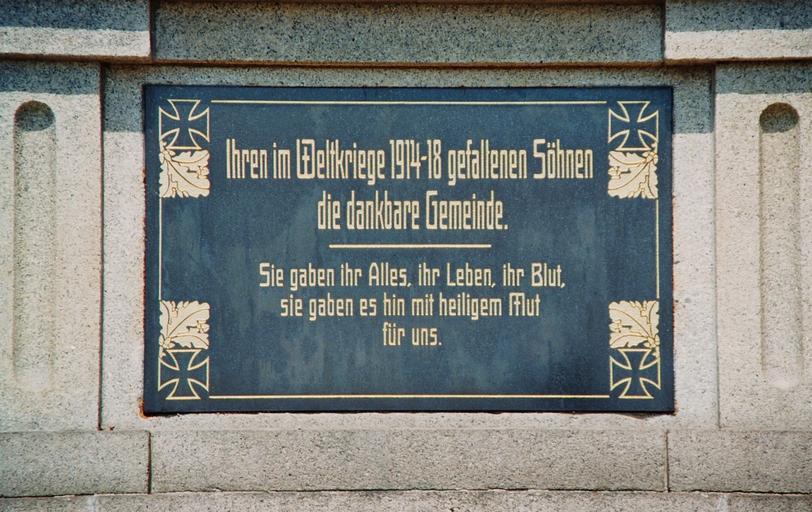 Ihren im Weltkriege 1914-18 gefallenen Söhnen
die dankbare Gemeinde.
Sie gaben ihr Alles, ihr Leben, ihr Blut,
sie gaben es hin mit heiligem Mut
für uns.